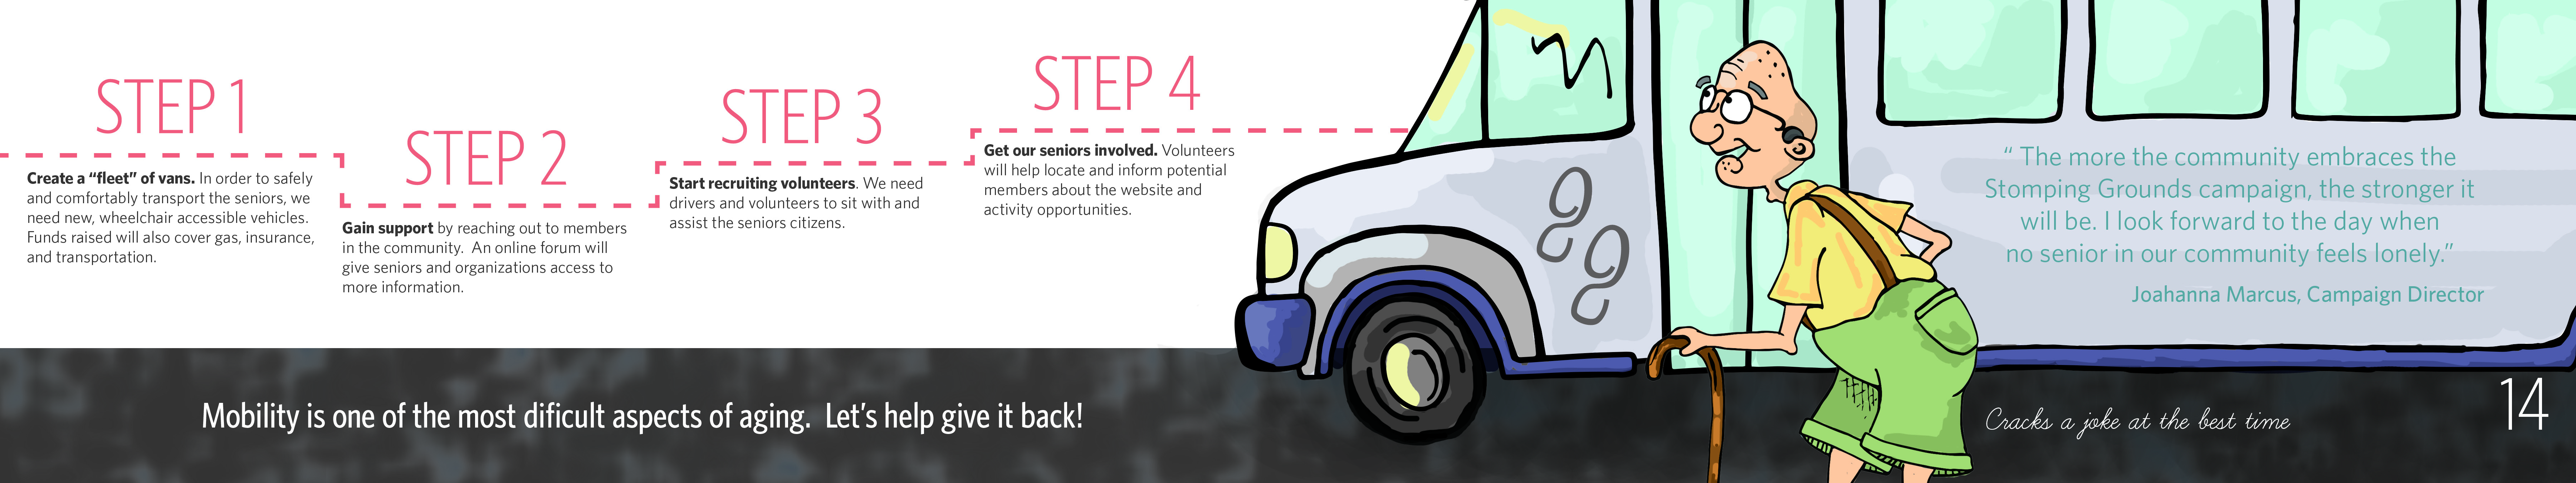 STEP 1
Create a “fleet” of vans. In order to safely
and comfortably transport the seniors, we
need new, wheelchair accessible vehicles.
Funds raised will also cover gas, insurance,
and transportation.
STEP 2
Gain support by reaching out to members
in the community.  An online forum will
give seniors and organizations access to
more information.
STEP 3
Start recruiting volunteers. We need
drivers and volunteers to sit with and
assist the seniors citizens.
STEP 4
Get our seniors involved. Volunteers
will help locate and inform potential
members about the website and
activity opportunities.
“ The more the community embraces the
Stomping Grounds campaign, the stronger it
will be. I look forward to the day when
no senior in our community feels lonely.”
Joahanna Marcus, Campaign Director
Mobility is one of the most dificult aspects of aging.  Let’s help give it back!
Cracks a joke at the best time
14